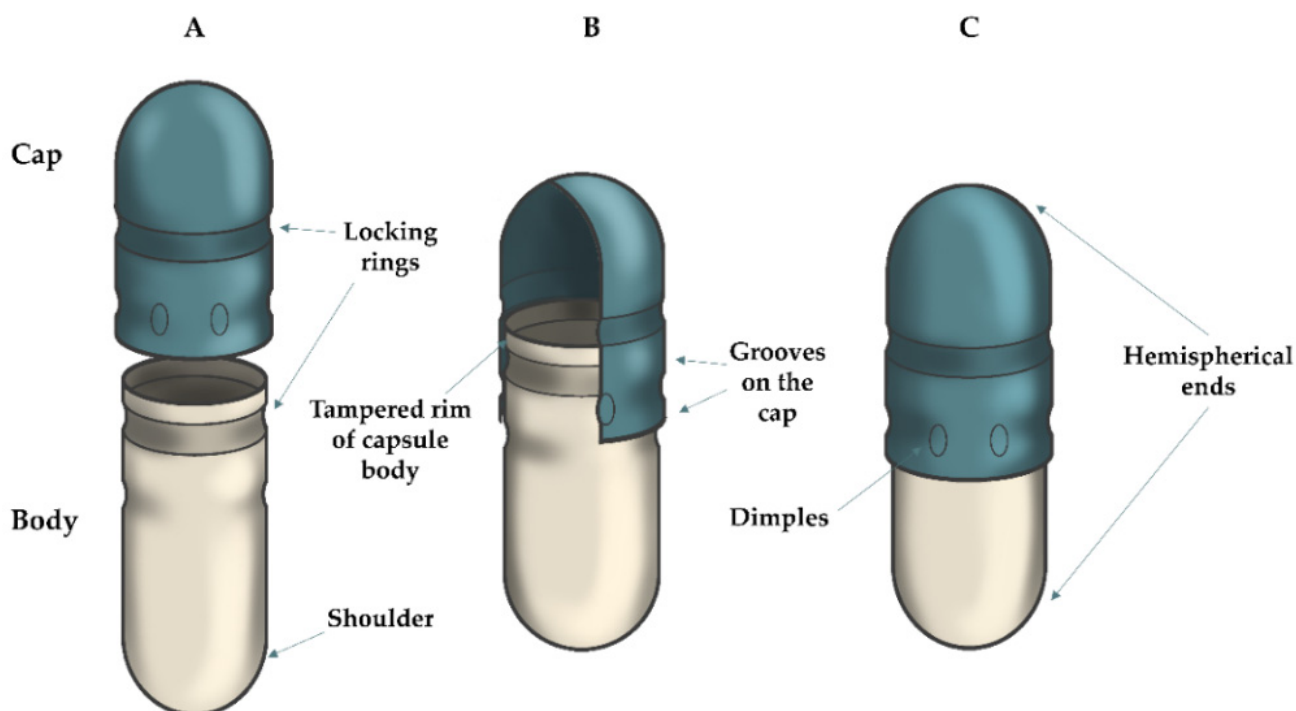 A
B
C
Cap
Locking
rings
Tampered rim
of capsule
body
Grooves
on the
cap
Hemispherical
ends
Body
Dimples
Shoulder